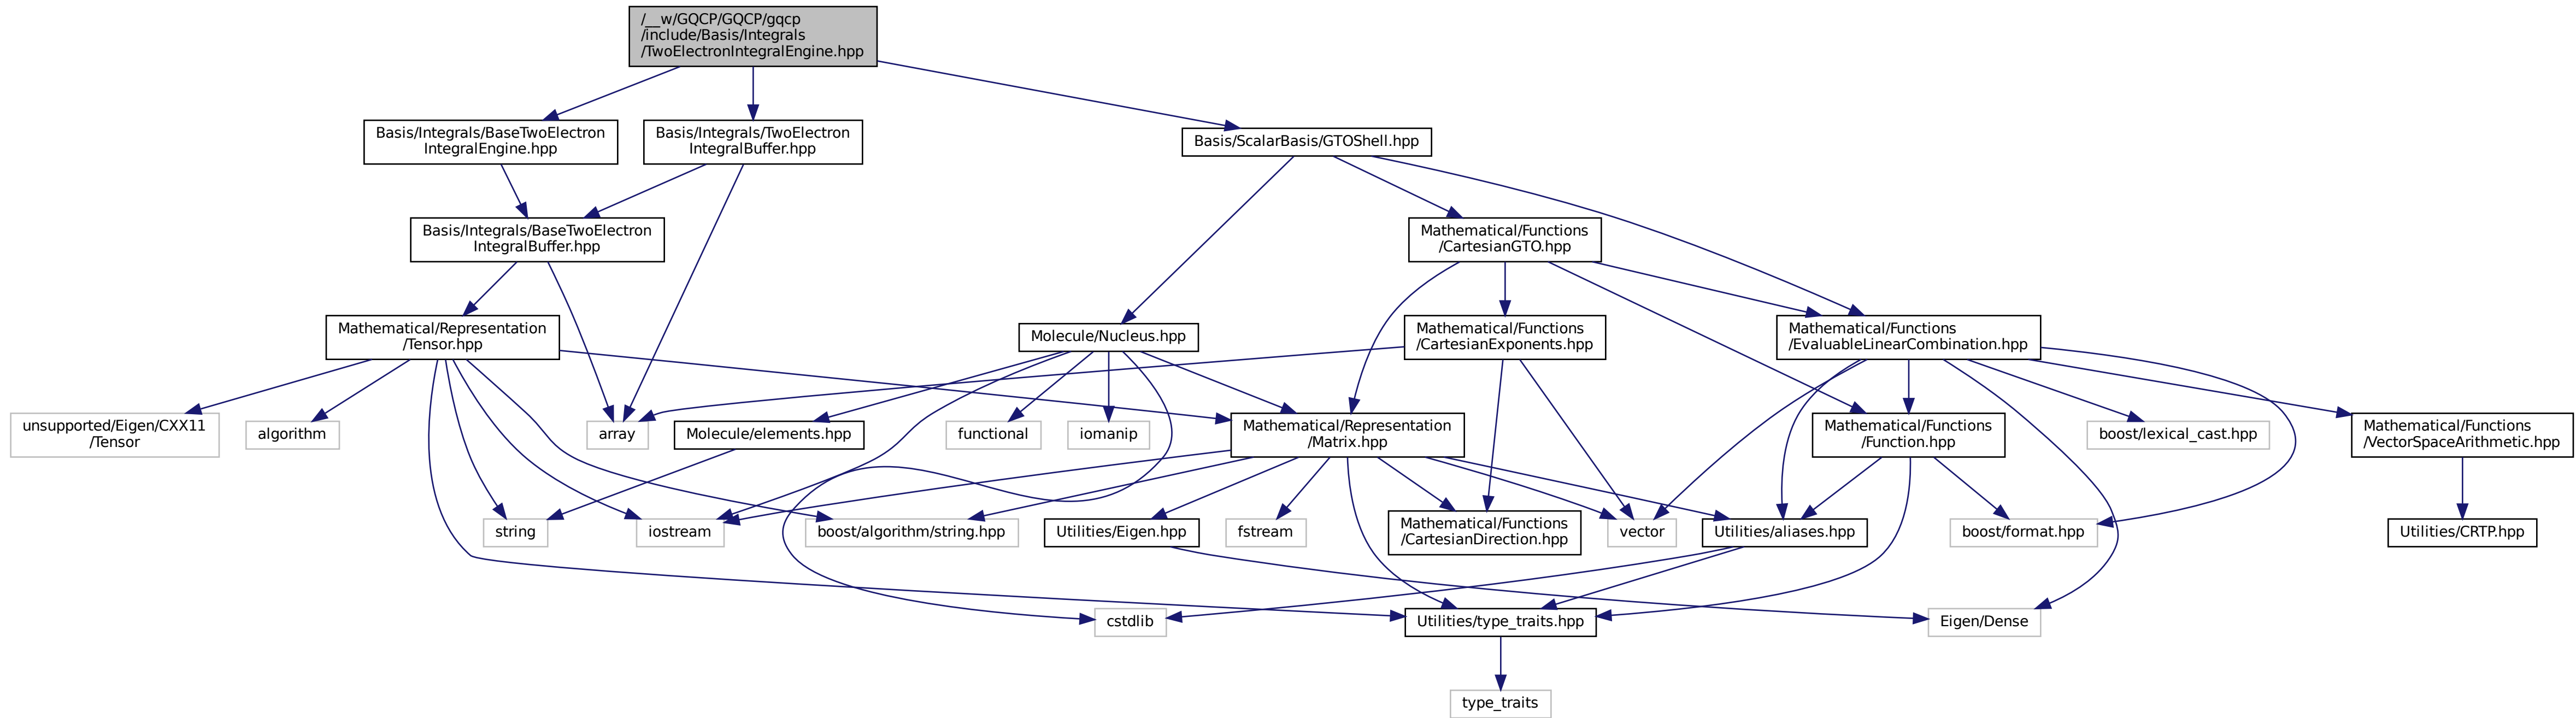 /__w/GQCP/GQCP/gqcp
/include/Basis/Integrals
/TwoElectronIntegralEngine.hpp
Basis/Integrals/BaseTwoElectron
IntegralEngine.hpp
Basis/Integrals/TwoElectron
IntegralBuffer.hpp
Basis/ScalarBasis/GTOShell.hpp
Basis/Integrals/BaseTwoElectron
IntegralBuffer.hpp
Mathematical/Functions
/CartesianGTO.hpp
Mathematical/Representation
/Tensor.hpp
Molecule/Nucleus.hpp
Mathematical/Functions
/CartesianExponents.hpp
Mathematical/Functions
/EvaluableLinearCombination.hpp
unsupported/Eigen/CXX11
/Tensor
algorithm
array
Molecule/elements.hpp
functional
iomanip
Mathematical/Representation
/Matrix.hpp
Mathematical/Functions
/Function.hpp
boost/lexical_cast.hpp
Mathematical/Functions
/VectorSpaceArithmetic.hpp
string
iostream
boost/algorithm/string.hpp
Utilities/Eigen.hpp
fstream
Mathematical/Functions
/CartesianDirection.hpp
vector
Utilities/aliases.hpp
boost/format.hpp
Utilities/CRTP.hpp
cstdlib
Utilities/type_traits.hpp
Eigen/Dense
type_traits